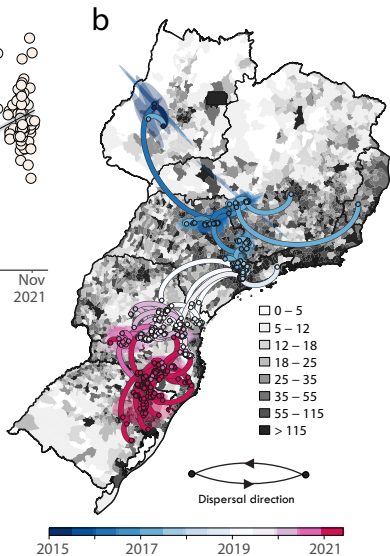 b
Nov
2021
0 – 5
5 – 12
12 – 18
18 – 25
25 – 35
35 – 55
55 – 115
> 115
Dispersal direction
2015 2017 2019 2021